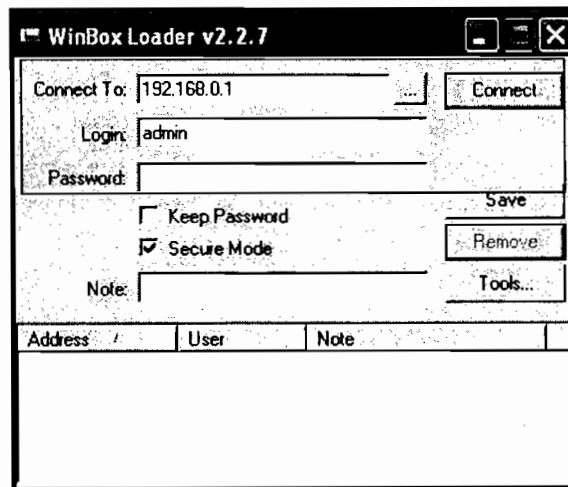 WinBox Loader v2.2.7
Connect To: 192.168.0.1 ... Connect
Login: admin
Password:
Save
Keep Password
Remove
Secure Mode
Note: Tools...
Address User Note